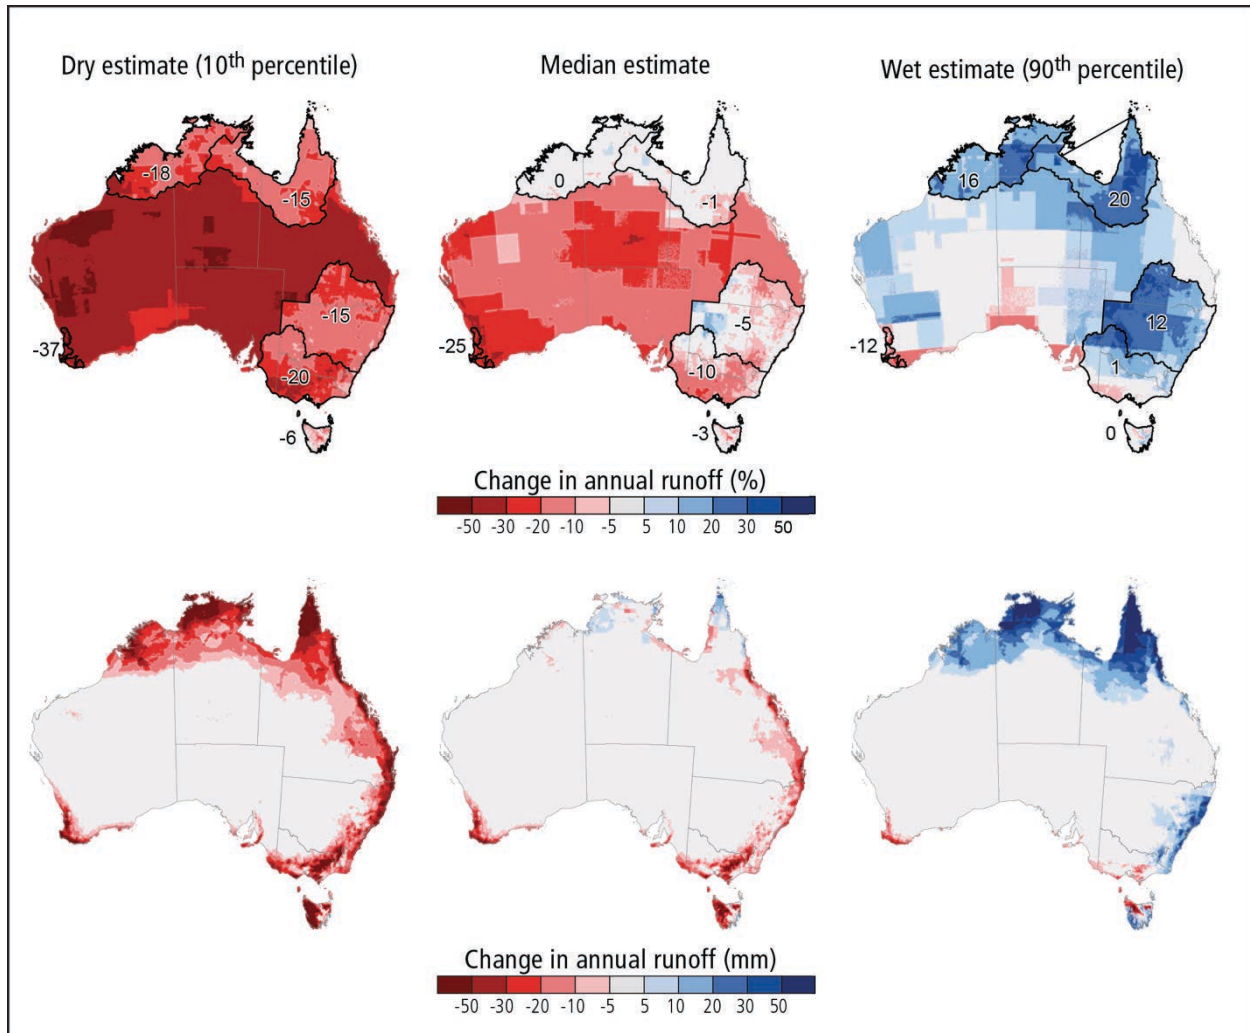 Dry estimate (10th percentile)
Median estimate
Wet estimate (90th percentile)
-18
-15
-15
-37
-20
-6
0
-1
-5
-25
-10
-3
16
20
12
-12
1
0
Change in annual runoff (%)
-50 -30 -20 -10 -5 5 10 20 30 50
Change in annual runoff (mm)
-50 -30 -20 -10 -5 5 10 20 30 50